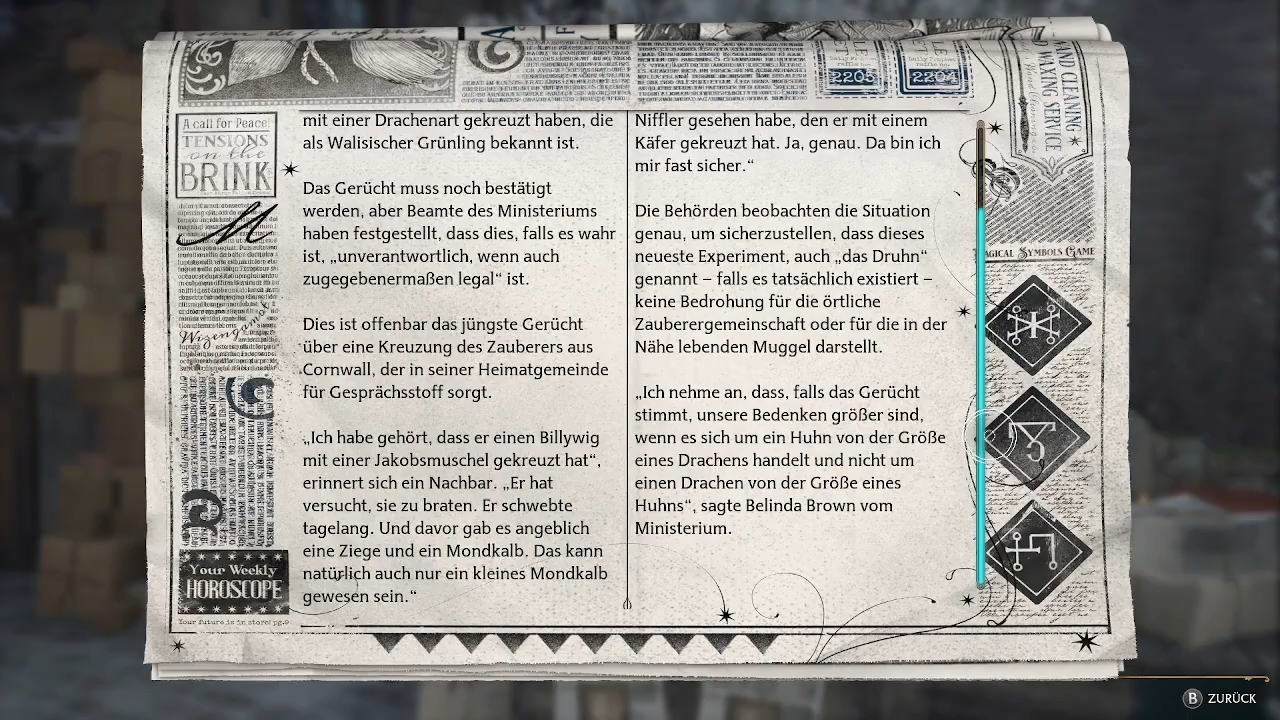 2205
2204
WAND CLEANING
A call for Peace!
TENSIONS
on the
BRINK
mit einer Drachenart gekreuzt haben, die
als Walisischer Grünling bekannt ist.
Das Gerücht muss noch bestätigt
werden, aber Beamte des Ministeriums
haben festgestellt, dass dies, falls es wahr
ist, „unverantwortlich, wenn auch
zugegebenermaßen legal“ ist.
Dies ist offenbar das jüngste Gerücht
über eine Kreuzung des Zauberers aus
Cornwall, der in seiner Heimatgemeinde
für Gesprächsstoff sorgt.
„Ich habe gehört, dass er einen Billywig
mit einer Jakobsmuschel gekreuzt hat“,
erinnert sich ein Nachbar. „Er hat
versucht, sie zu braten. Er schwebte
tagelang. Und davor gab es angeblich
eine Ziege und ein Mondkalb. Das kann
natürlich auch nur ein kleines Mondkalb
gewesen sein.“
Niffler gesehen habe, den er mit einem
Käfer gekreuzt hat. Ja, genau. Da bin ich
mir fast sicher.“
Die Behörden beobachten die Situation
genau, um sicherzustellen, dass dieses
neueste Experiment, auch „das Druhn“
genannt – falls es tatsächlich existiert –
keine Bedrohung für die örtliche
Zauberergemeinschaft oder für die in der
Nähe lebenden Muggel darstellt.
„Ich nehme an, dass, falls das Gerücht
stimmt, unsere Bedenken größer sind,
wenn es sich um ein Huhn von der Größe
eines Drachens handelt und nicht um
einen Drachen von der Größe eines
Huhns“, sagte Belinda Brown vom
Ministerium.
Wizengamot
Your Weekly
HOROSCOPE
Your future is in store! pg.9
SYMBOLS GAME
B ZURÜCK